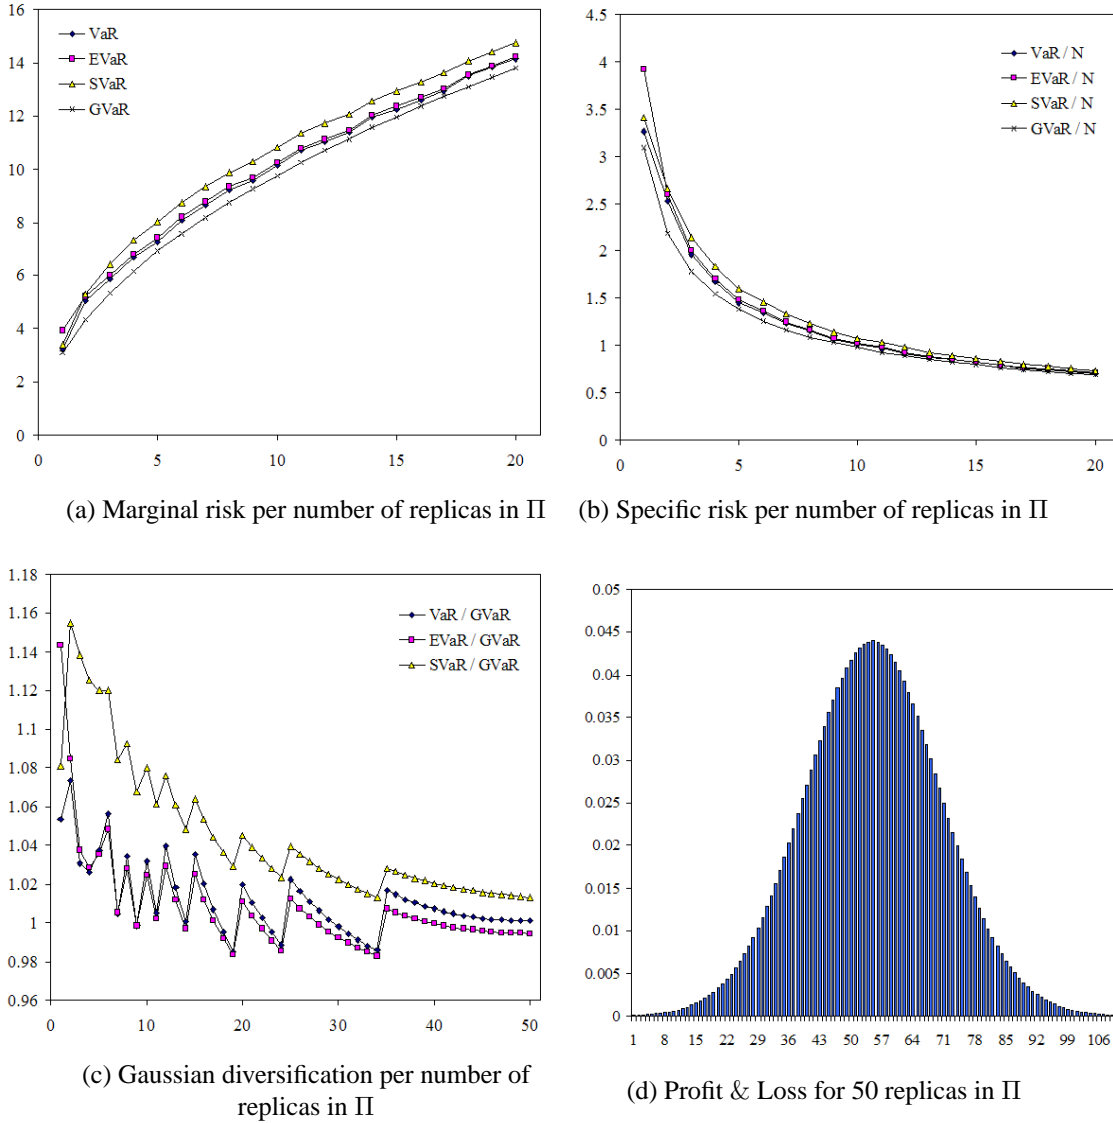 16
14
12
10
8
6
4
2
0
VaR
EVaR
SVaR
GVaR
0 5 10 15 20
(a) Marginal risk per number of replicas in Π
4.5
4
3.5
3
2.5
2
1.5
1
0.5
0
VaR / N
EVaR / N
SVaR / N
GVaR / N
0 5 10 15 20
(b) Specific risk per number of replicas in Π
1.18
1.16
1.14
1.12
1.1
1.08
1.06
1.04
1.02
1
0.98
0.96
VaR / GVaR
EVaR / GVaR
SVaR / GVaR
0 10 20 30 40 50
(c) Gaussian diversification per number of
replicas in Π
0.05
0.045
0.04
0.035
0.03
0.025
0.02
0.015
0.01
0.005
0
1 8 15 22 29 36 43 50 57 64 71 78 85 92 99 106
(d) Profit & Loss for 50 replicas in Π